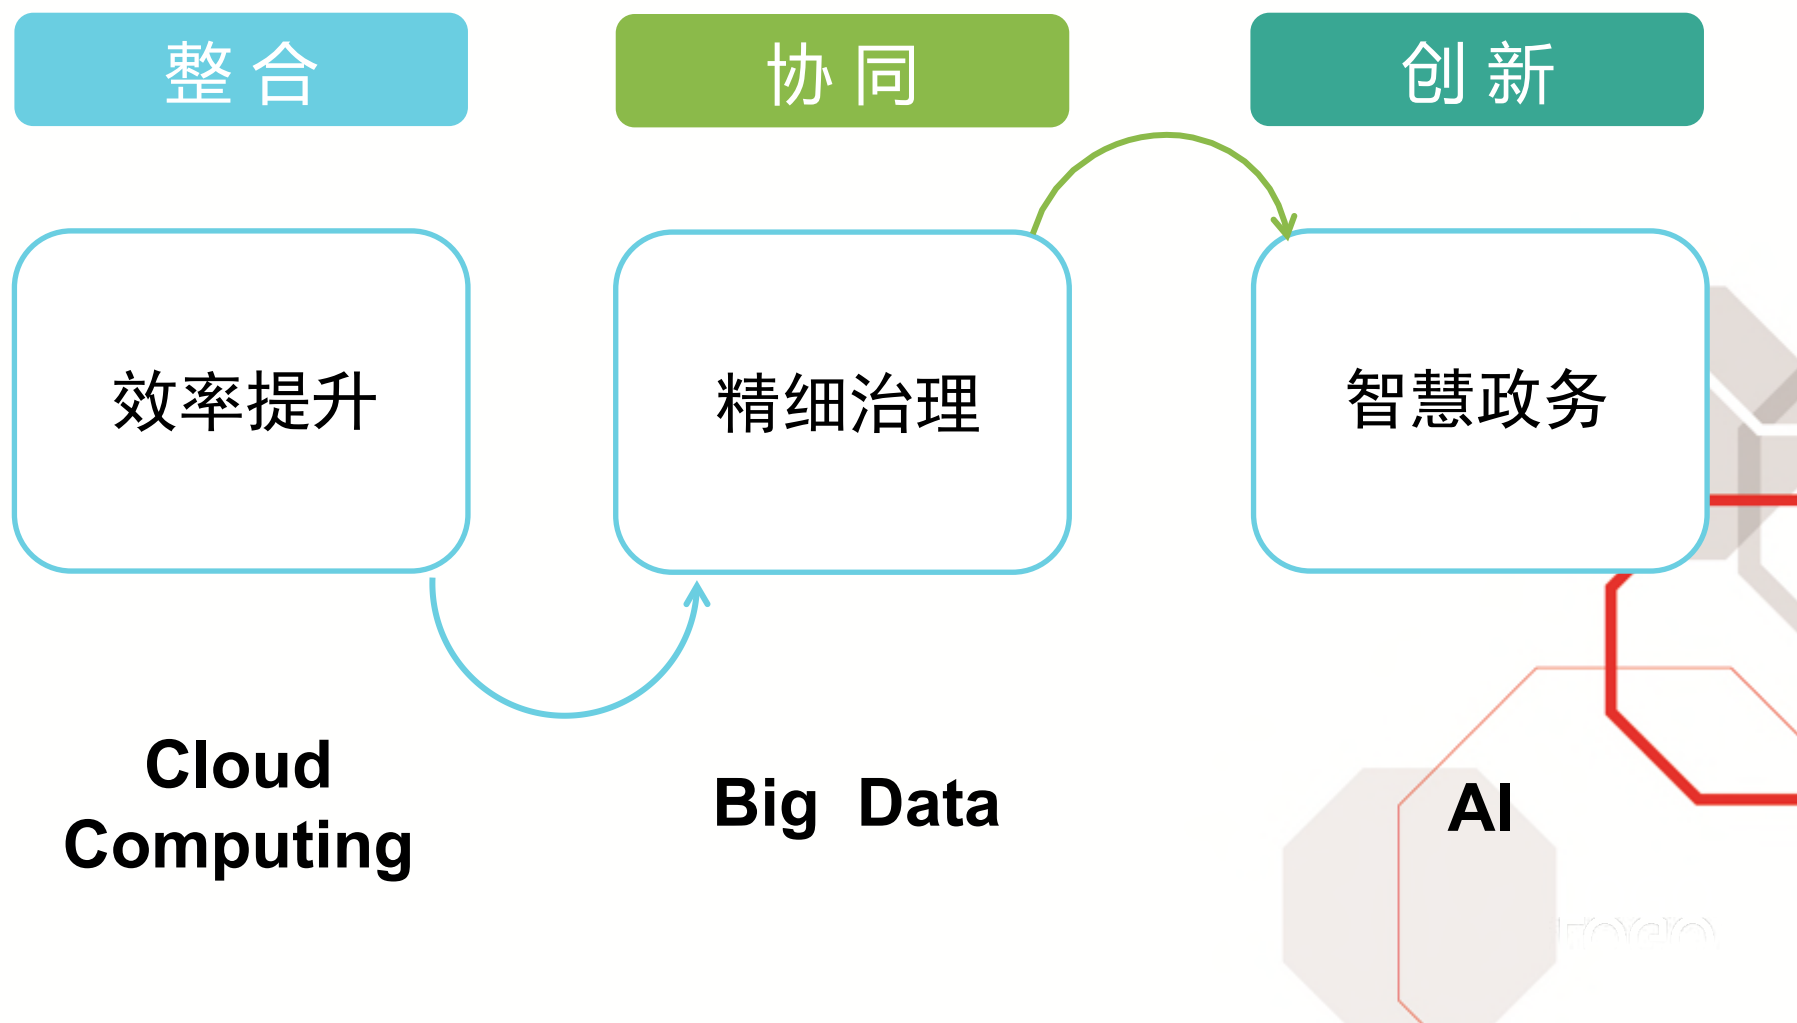 整 合
协 同
创 新
效率提升
精细治理
智慧政务
Cloud
Computing
Big Data
AI